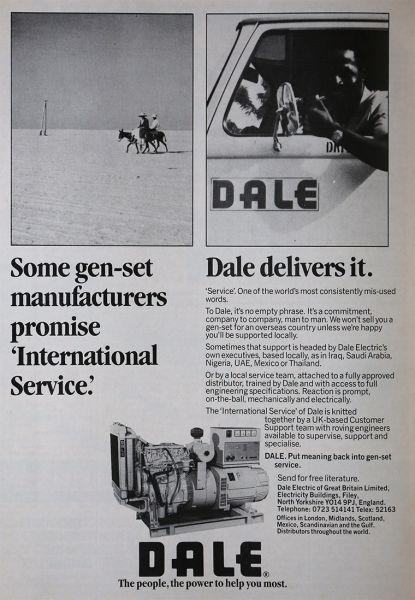 DALE
Some gen-set
manufacturers
promise
'International
Service.'
Dale delivers it.
'Service'. One of the world's most consistently mis-used
words.
To Dale, it's no empty phrase. It's a commitment,
company to company, man to man. We won't sell you a
gen-set for an overseas country unless we're happy
you'll be supported locally.
Sometimes that support is headed by Dale Electric's
own executives, based locally, as in Iraq, Saudi Arabia,
Nigeria, UAE, Mexico or Thailand.
Or by a local service team, attached to a fully approved
distributor, trained by Dale and with access to full
engineering specifications. Reaction is prompt,
on-the-ball, mechanically and electrically.
The 'International Service' of Dale is knitted
together by a UK-based Customer
Support team with roving engineers
available to supervise, support and
specialise.
DALE. Put meaning back into gen-set
service.
Send for free literature.
Dale Electric of Great Britain Limited,
Electricity Buildings, Filey,
North Yorkshire YO14 9PJ, England.
Telephone: 0723 514141 Telex: 52163
Offices in London, Midlands, Scotland,
Mexico, Scandinavian and the Gulf.
Distributors throughout the world.
DALE®
The people, the power to help you most.